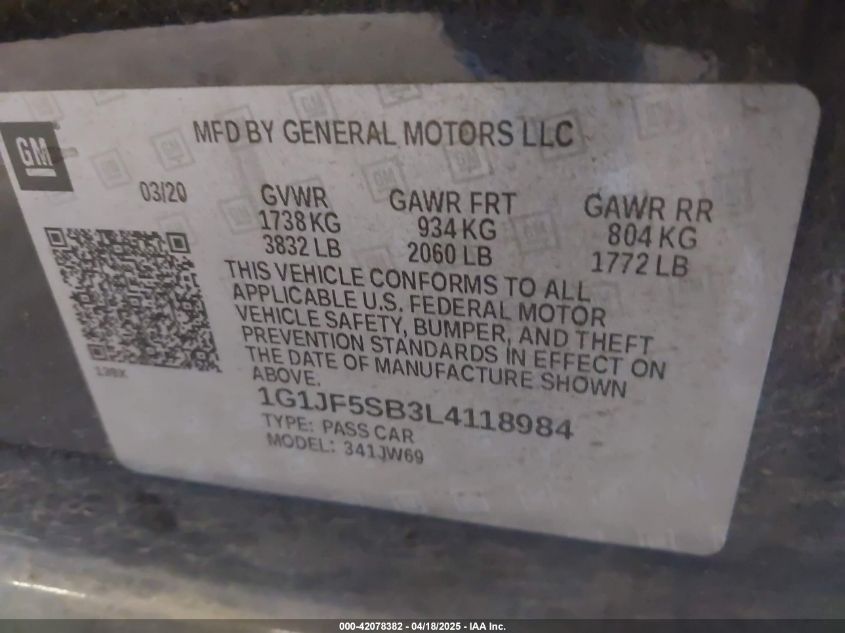 GM
MFD BY GENERAL MOTORS LLC
03/20
GVWR
1738 KG
3832 LB
GAWR FRT
934 KG
2060 LB
GAWR RR
804 KG
1772 LB
THIS VEHICLE CONFORMS TO ALL
APPLICABLE U.S. FEDERAL MOTOR
VEHICLE SAFETY, BUMPER, AND THEFT
PREVENTION STANDARDS IN EFFECT ON
THE DATE OF MANUFACTURE SHOWN
ABOVE.
1G1JF5SB3L4118984
TYPE: PASS CAR
MODEL: 341JW69
000-42078382 - 04/18/2025 - IAA Inc.